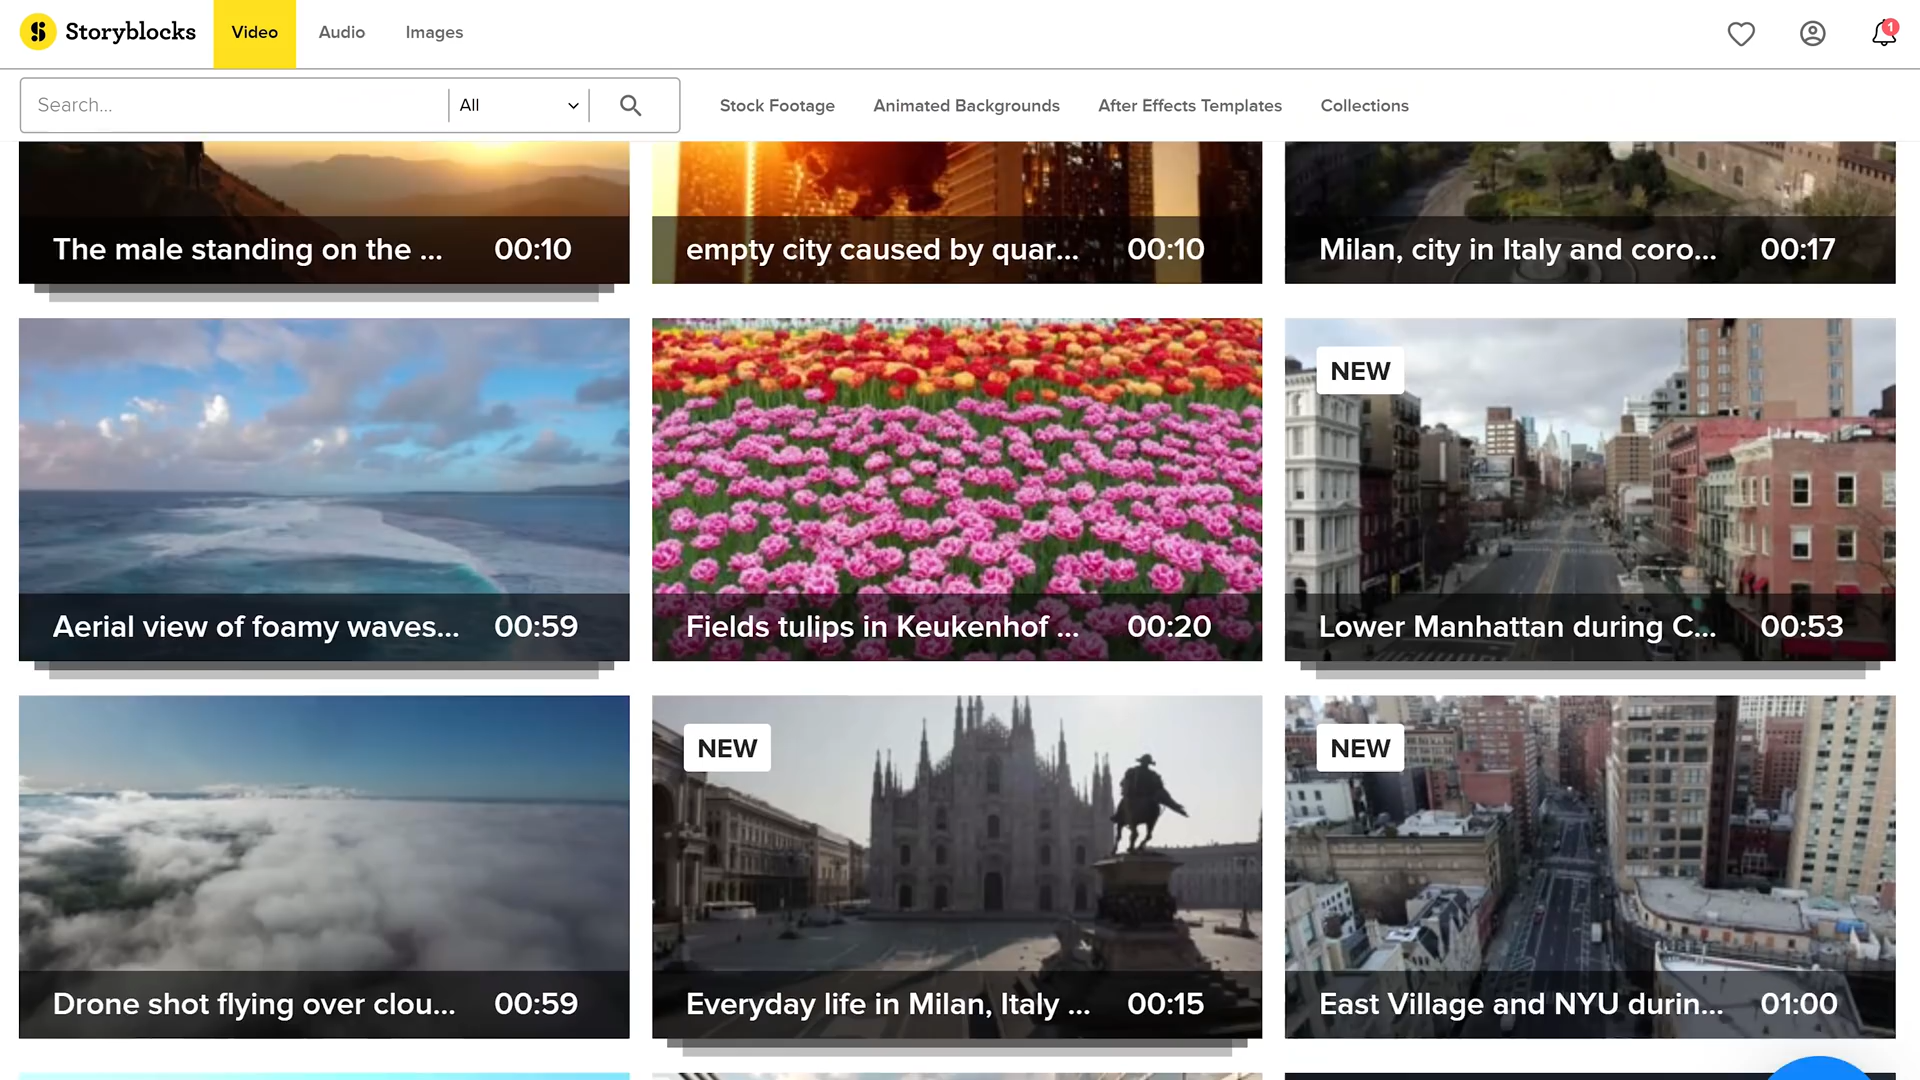 Storyblocks Video Audio Images 1
Search... All Stock Footage Animated Backgrounds After Effects Templates Collections
The male standing on the ... 00:10
empty city caused by quar... 00:10
Milan, city in Italy and coro... 00:17
NEW
Aerial view of foamy waves... 00:59
Fields tulips in Keukenhof ... 00:20
Lower Manhattan during C... 00:53
NEW
NEW
Drone shot flying over clou... 00:59
Everyday life in Milan, Italy ... 00:15
East Village and NYU durin... 01:00